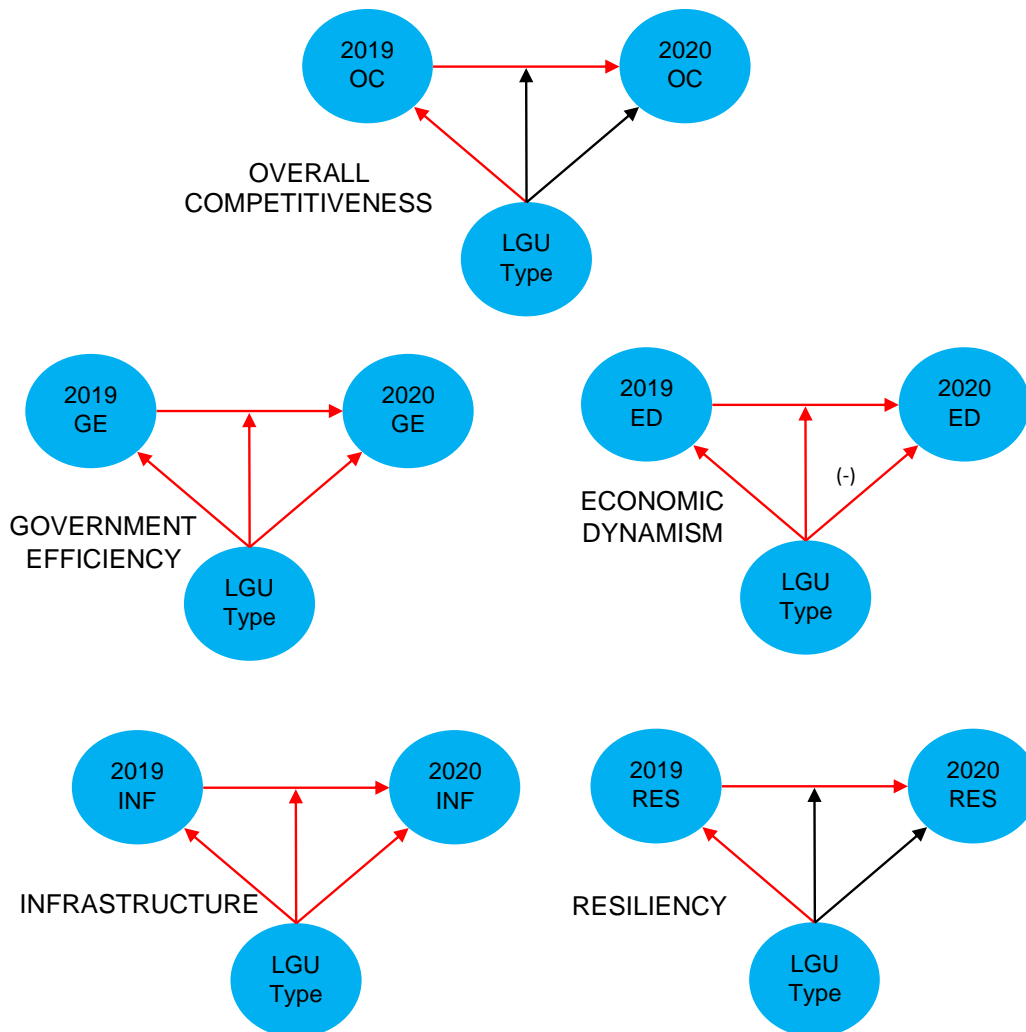 2019
OC
2020
OC
OVERALL
COMPETITIVENESS
LGU
Type
2019
GE
2020
GE
GOVERNMENT
EFFICIENCY
LGU
Type
2019
ED
2020
ED
(-)
ECONOMIC
DYNAMISM
LGU
Type
2019
INF
2020
INF
INFRASTRUCTURE
LGU
Type
2019
RES
2020
RES
RESILIENCY
LGU
Type